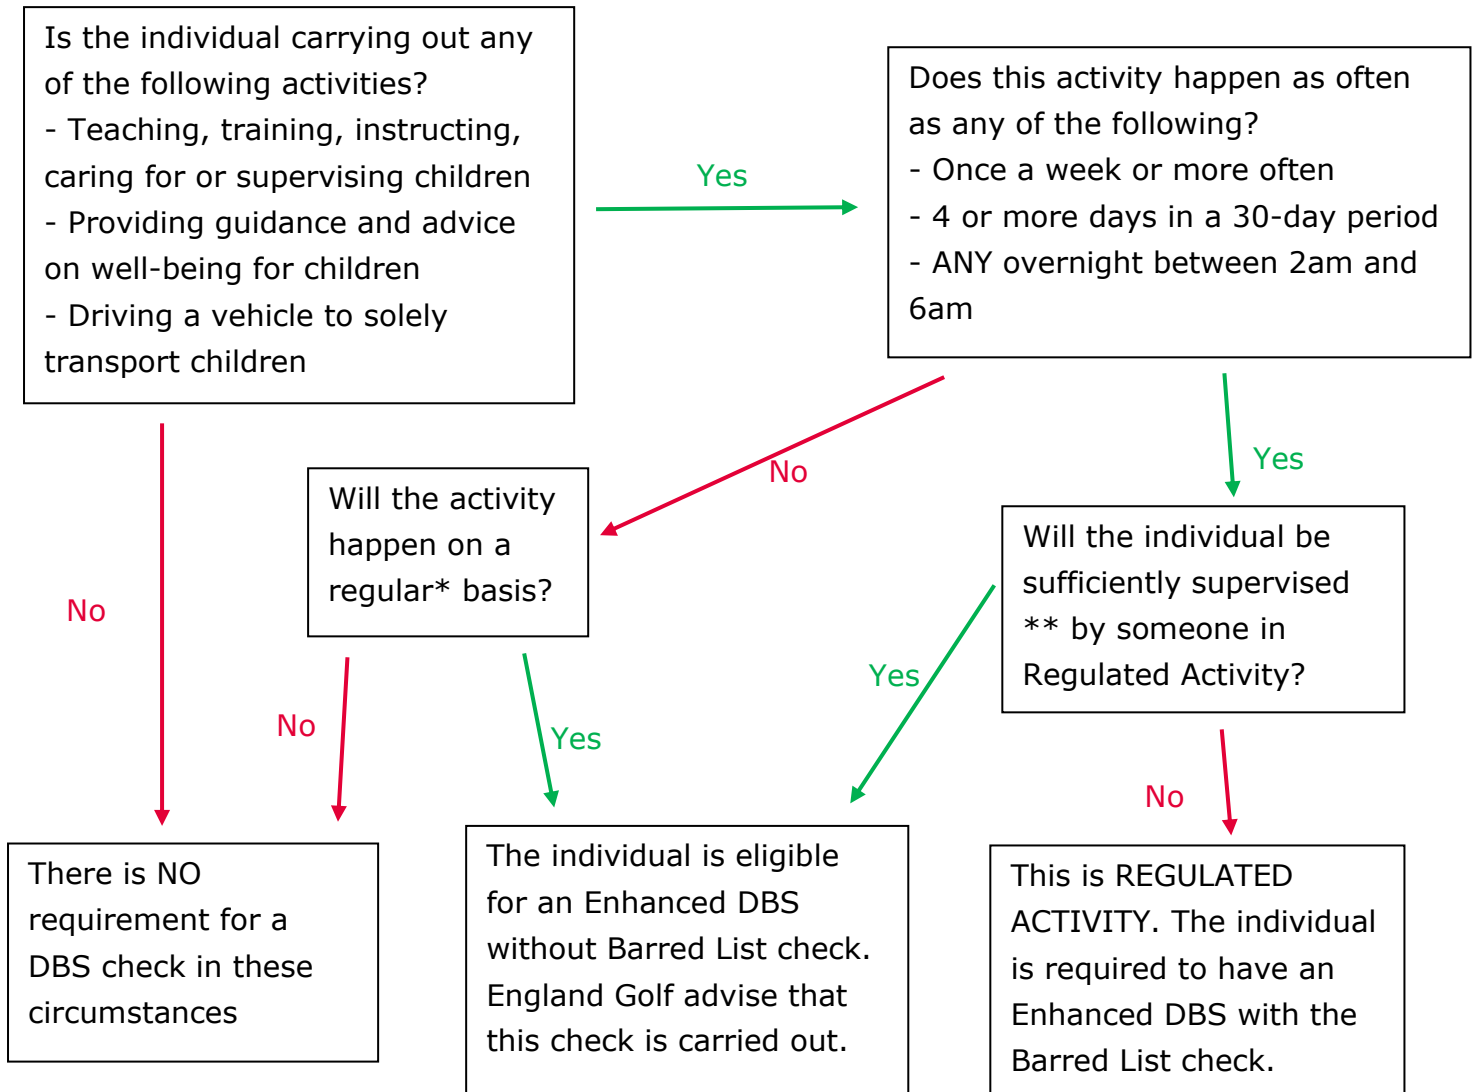 Is the individual carrying out any
of the following activities?
- Teaching, training, instructing,
caring for or supervising children
- Providing guidance and advice
on well-being for children
- Driving a vehicle to solely
transport children
Yes
Does this activity happen as often
as any of the following?
- Once a week or more often
- 4 or more days in a 30-day period
- ANY overnight between 2am and
6am
No
No
Yes
Will the activity
happen on a
regular* basis?
Will the individual be
sufficiently supervised
** by someone in
Regulated Activity?
No
Yes
Yes
No
There is NO
requirement for a
DBS check in these
circumstances
The individual is eligible
for an Enhanced DBS
without Barred List check.
England Golf advise that
this check is carried out.
This is REGULATED
ACTIVITY. The individual
is required to have an
Enhanced DBS with the
Barred List check.